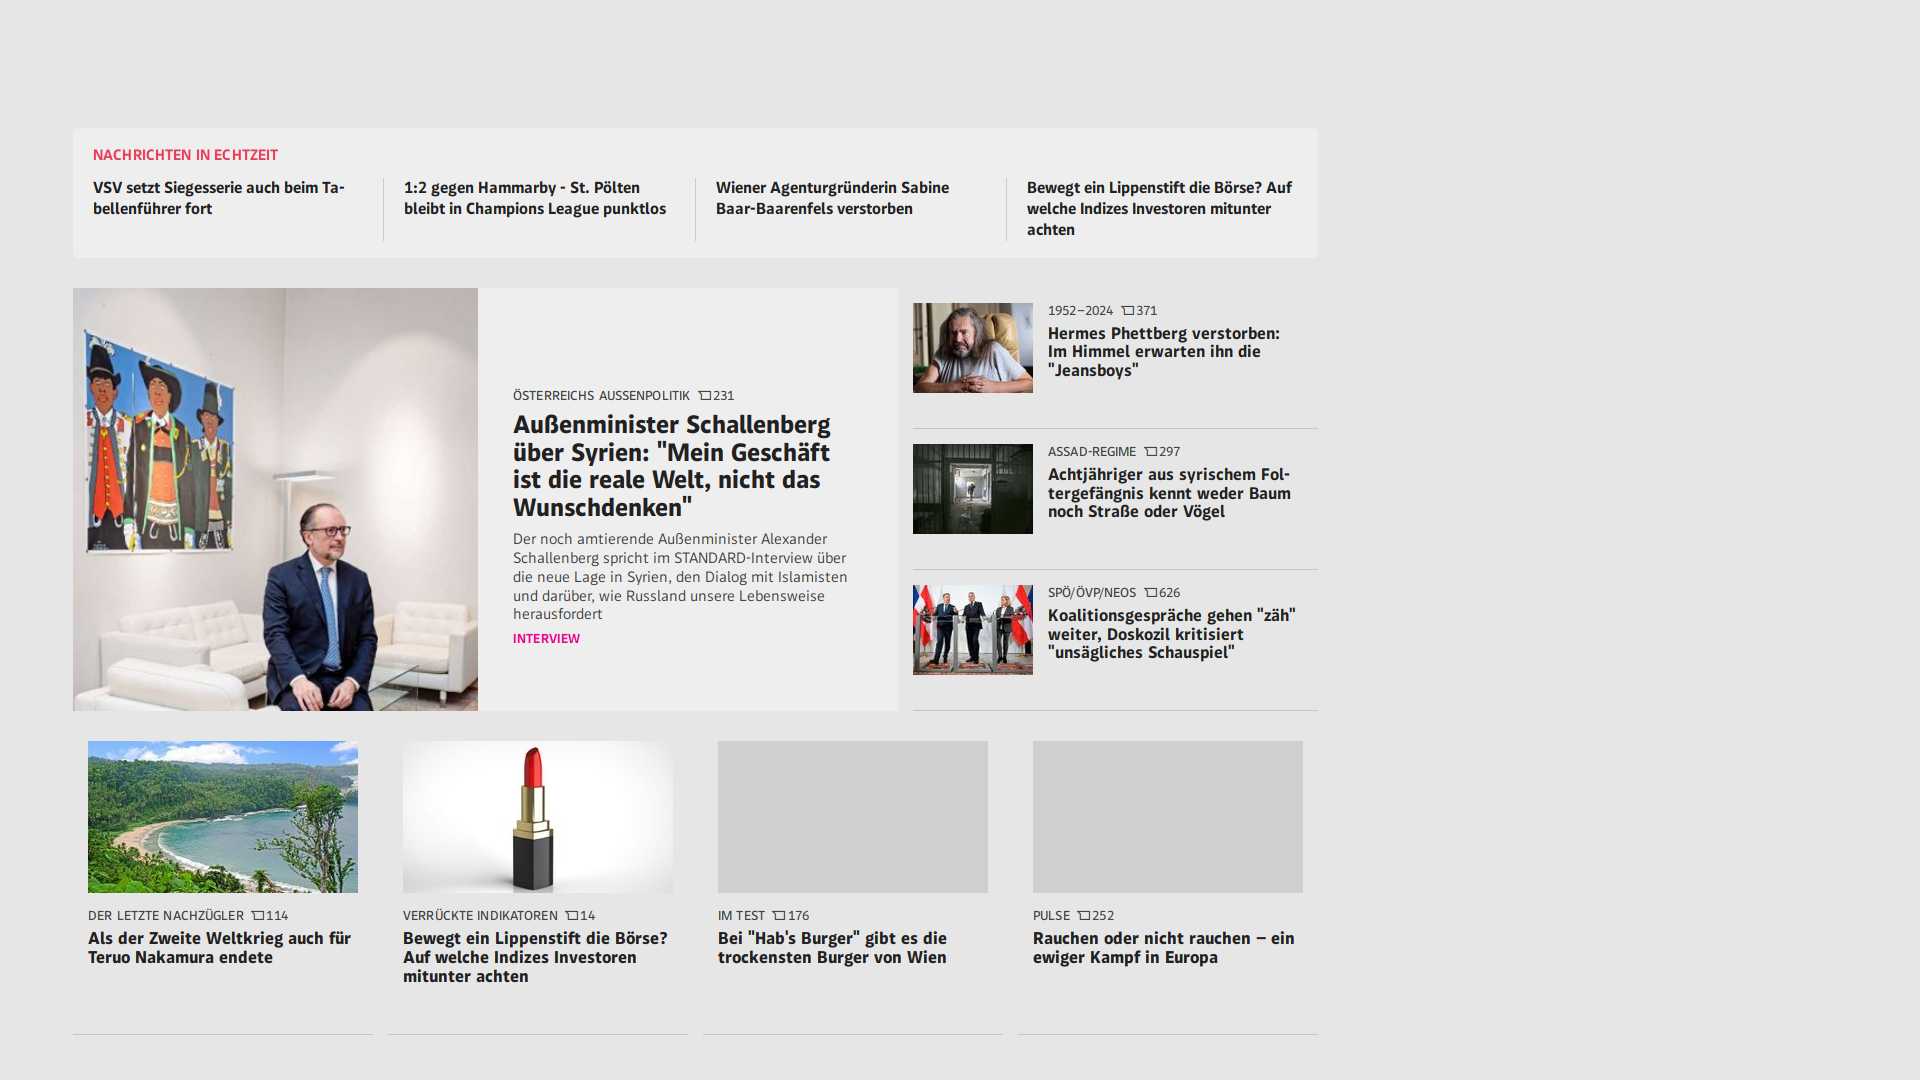 NACHRICHTEN IN ECHTZEIT
VSV setzt Siegesserie auch beim Ta-
bellenführer fort
1:2 gegen Hammarby - St. Pölten
bleibt in Champions League punktlos
Wiener Agenturgründerin Sabine
Baar-Baarenfels verstorben
Bewegt ein Lippenstift die Börse? Auf
welche Indizes Investoren mitunter
achten
ÖSTERREICHS AUSSENPOLITIK 231
Außenminister Schallenberg
über Syrien: "Mein Geschäft
ist die reale Welt, nicht das
Wunschdenken"
Der noch amtierende Außenminister Alexander
Schallenberg spricht im STANDARD-Interview über
die neue Lage in Syrien, den Dialog mit Islamisten
und darüber, wie Russland unsere Lebensweise
herausfordert
INTERVIEW
1952–2024 371
Hermes Phettberg verstorben:
Im Himmel erwarten ihn die
"Jeansboys"
ASSAD-REGIME 297
Achtjähriger aus syrischem Fol-
tergefängnis kennt weder Baum
noch Straße oder Vögel
SPÖ/ÖVP/NEOS 626
Koalitionsgespräche gehen "zäh"
weiter, Doskozil kritisiert
"unsägliches Schauspiel"
DER LETZTE NACHZÜGLER 114
Als der Zweite Weltkrieg auch für
Teruo Nakamura endete
VERRÜCKTE INDIKATOREN 14
Bewegt ein Lippenstift die Börse?
Auf welche Indizes Investoren
mitunter achten
IM TEST 176
Bei "Hab's Burger" gibt es die
trockensten Burger von Wien
PULSE 252
Rauchen oder nicht rauchen – ein
ewiger Kampf in Europa